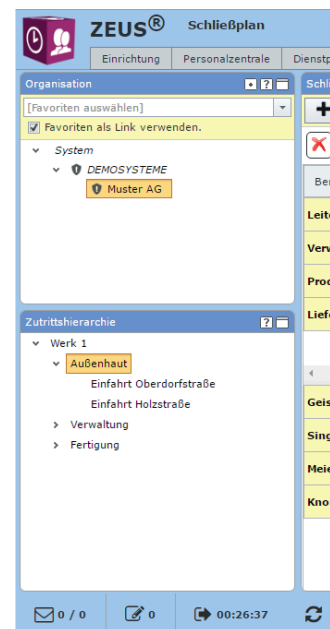 ZEUS® Schließplan
Einrichtung Personalzentrale
Organisation
[Favoriten auswählen]
Favoriten als Link verwenden.
System
DEMOSYSTEME
Muster AG
Zutrittshierarchie
Werk 1
Außenhaut
Einfahrt Oberdorfstraße
Einfahrt Holzstraße
Verwaltung
Fertigung
0 / 0 0 00:26:37